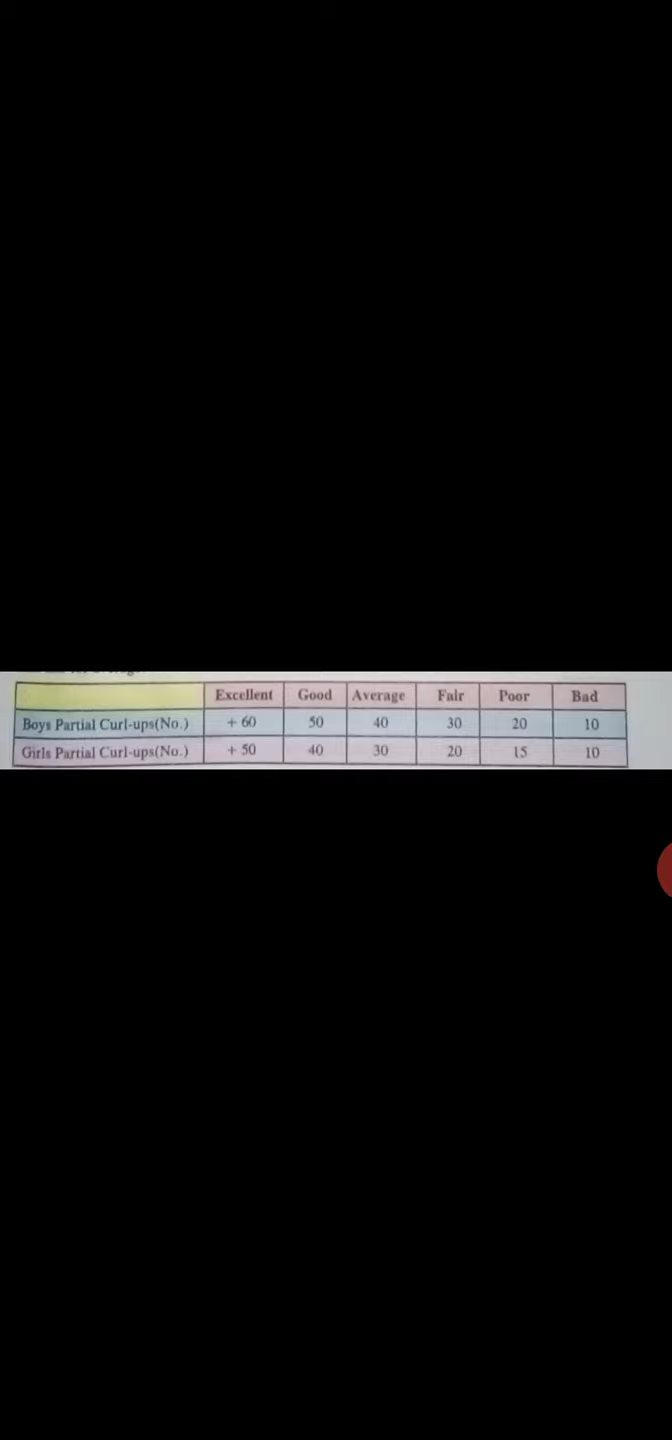 Excellent Good Average Fair Poor Bad
Boys Partial Curl-ups(No.) + 60 50 40 30 20 10
Girls Partial Curl-ups(No.) + 50 40 30 20 15 10